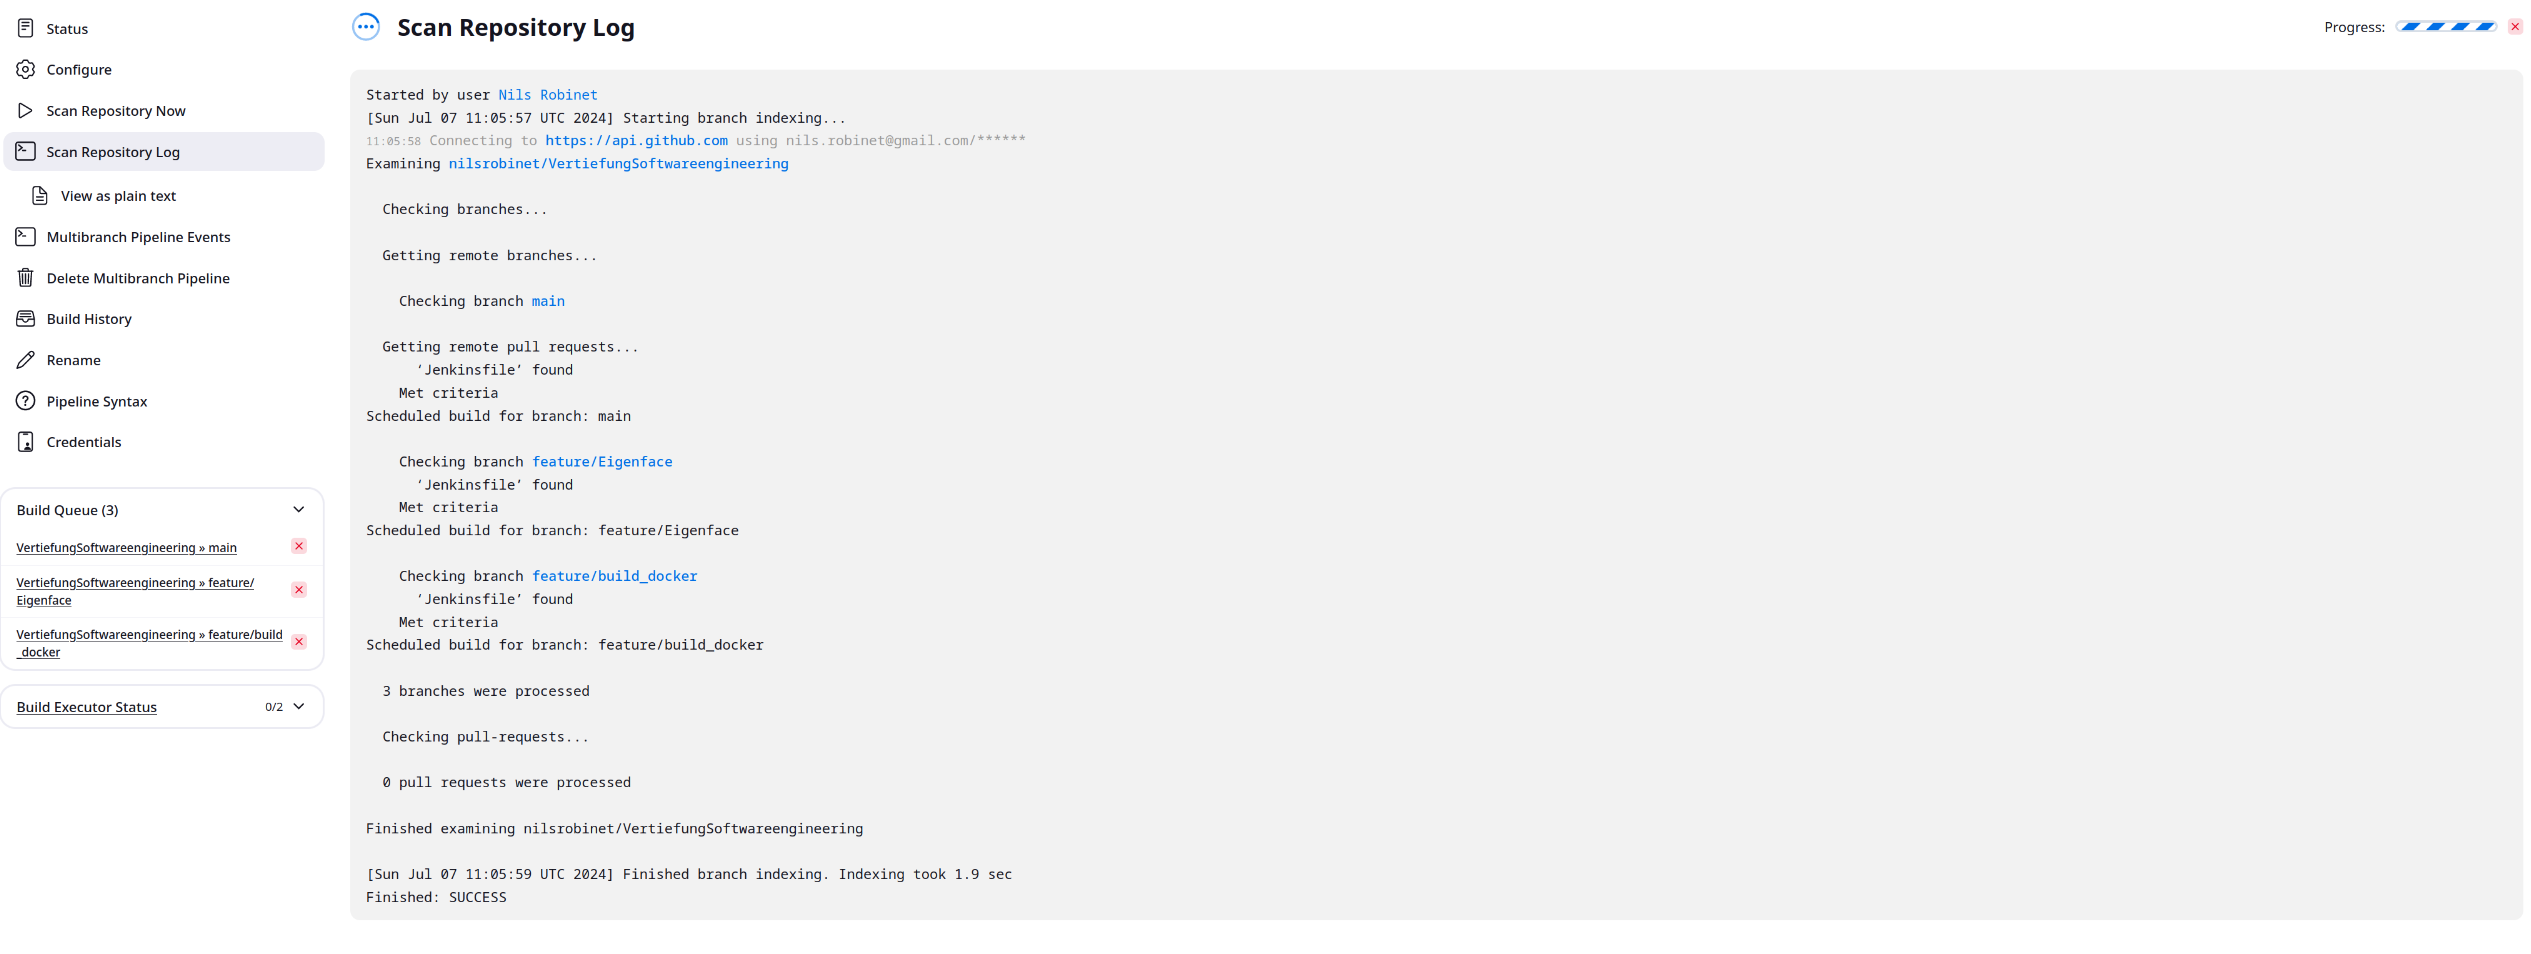 Status
Configure
Scan Repository Now
Scan Repository Log
View as plain text
Multibranch Pipeline Events
Delete Multibranch Pipeline
Build History
Rename
Pipeline Syntax
Credentials
Build Queue (3)
VertiefungSoftwareengineering » main
VertiefungSoftwareengineering » feature/
Eigenface
VertiefungSoftwareengineering » feature/build
_docker
Build Executor Status 0/2
Scan Repository Log
Progress:
Started by user Nils Robinet
[Sun Jul 07 11:05:57 UTC 2024] Starting branch indexing...
11:05:58 Connecting to https://api.github.com using nils.robinet@gmail.com/******
Examining nilsrobinet/VertiefungSoftwareengineering
Checking branches...
Getting remote branches...
Checking branch main
Getting remote pull requests...
‘Jenkinsfile’ found
Met criteria
Scheduled build for branch: main
Checking branch feature/Eigenface
‘Jenkinsfile’ found
Met criteria
Scheduled build for branch: feature/Eigenface
Checking branch feature/build_docker
‘Jenkinsfile’ found
Met criteria
Scheduled build for branch: feature/build_docker
3 branches were processed
Checking pull-requests...
0 pull requests were processed
Finished examining nilsrobinet/VertiefungSoftwareengineering
[Sun Jul 07 11:05:59 UTC 2024] Finished branch indexing. Indexing took 1.9 sec
Finished: SUCCESS